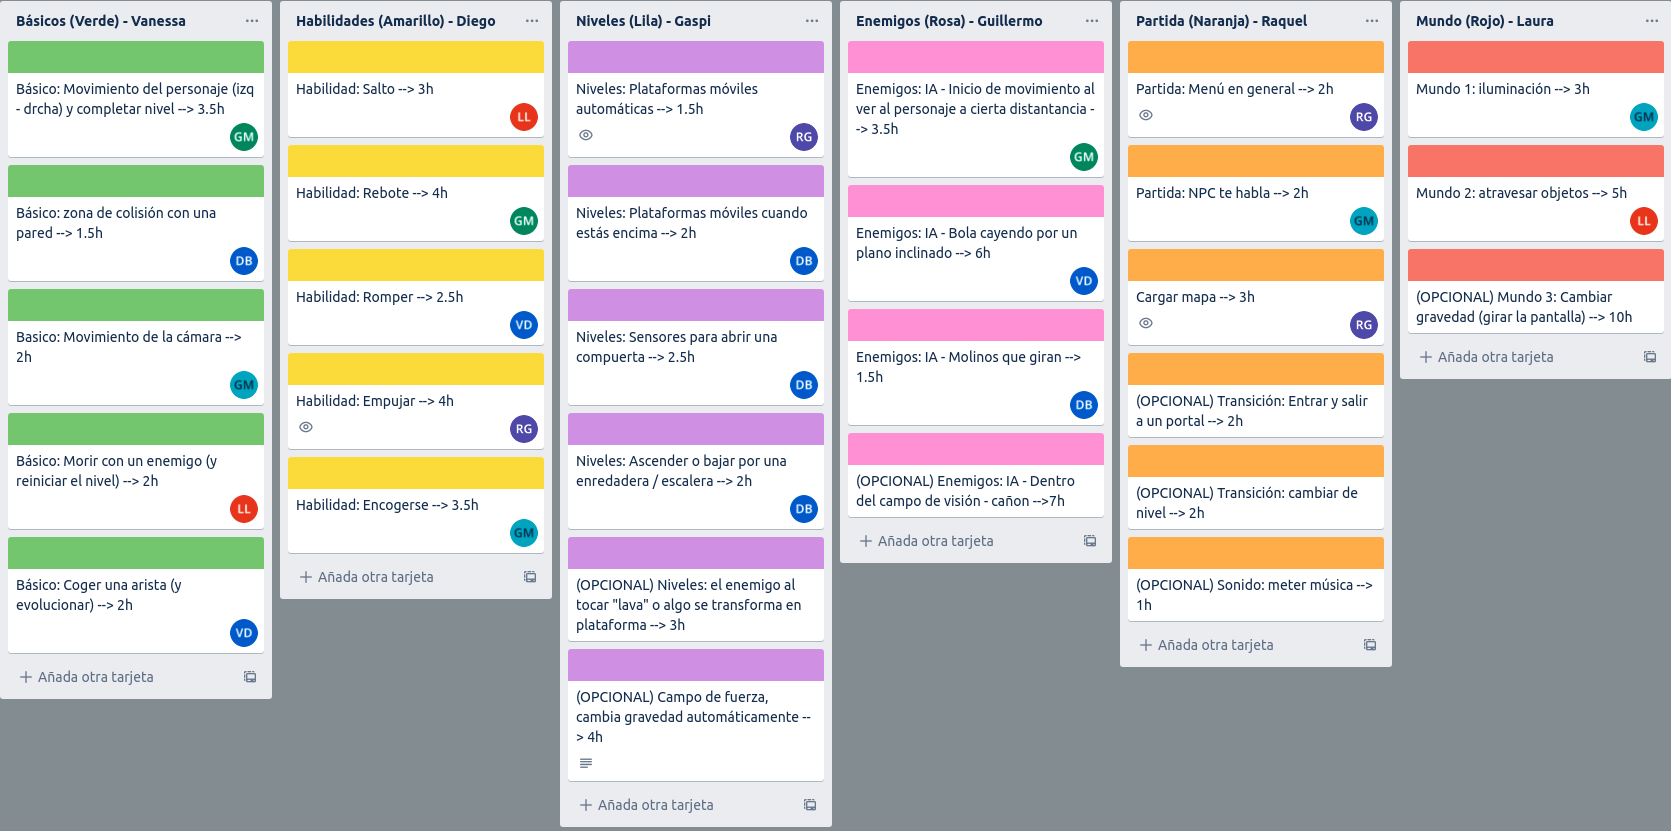 Básicos (Verde) - Vanessa
Básico: Movimiento del personaje (izq
- drcha) y completar nivel --> 3.5h
GM
Básico: zona de colisión con una
pared --> 1.5h
DB
Basico: Movimiento de la cámara -->
2h
GM
Básico: Morir con un enemigo (y
reiniciar el nivel) --> 2h
LL
Básico: Coger una arista (y
evolucionar) --> 2h
VD
Añada otra tarjeta
Habilidades (Amarillo) - Diego
Habilidad: Salto --> 3h
LL
Habilidad: Rebote --> 4h
GM
Habilidad: Romper --> 2.5h
VD
Habilidad: Empujar --> 4h
RG
Habilidad: Encogerse --> 3.5h
GM
Añada otra tarjeta
Niveles (Lila) - Gaspi
Niveles: Plataformas móviles
automáticas --> 1.5h
RG
Niveles: Plataformas móviles cuando
estás encima --> 2h
DB
Niveles: Sensores para abrir una
compuerta --> 2.5h
DB
Niveles: Ascender o bajar por una
enredadera / escalera --> 2h
DB
(OPCIONAL) Niveles: el enemigo al
tocar "lava" o algo se transforma en
plataforma --> 3h
(OPCIONAL) Campo de fuerza,
cambia gravedad automáticamente --
> 4h
Añada otra tarjeta
Enemigos (Rosa) - Guillermo
Enemigos: IA - Inicio de movimiento al
ver al personaje a cierta distantancia -
-> 3.5h
GM
Enemigos: IA - Bola cayendo por un
plano inclinado --> 6h
VD
Enemigos: IA - Molinos que giran -->
1.5h
DB
(OPCIONAL) Enemigos: IA - Dentro
del campo de visión - cañon -->7h
Añada otra tarjeta
Partida (Naranja) - Raquel
Partida: Menú en general --> 2h
RG
Partida: NPC te habla --> 2h
GM
Cargar mapa --> 3h
RG
(OPCIONAL) Transición: Entrar y salir
a un portal --> 2h
(OPCIONAL) Transición: cambiar de
nivel --> 2h
(OPCIONAL) Sonido: meter música -->
1h
Añada otra tarjeta
Mundo (Rojo) - Laura
Mundo 1: iluminación --> 3h
GM
Mundo 2: atravesar objetos --> 5h
LL
(OPCIONAL) Mundo 3: Cambiar
gravedad (girar la pantalla) --> 10h
Añada otra tarjeta